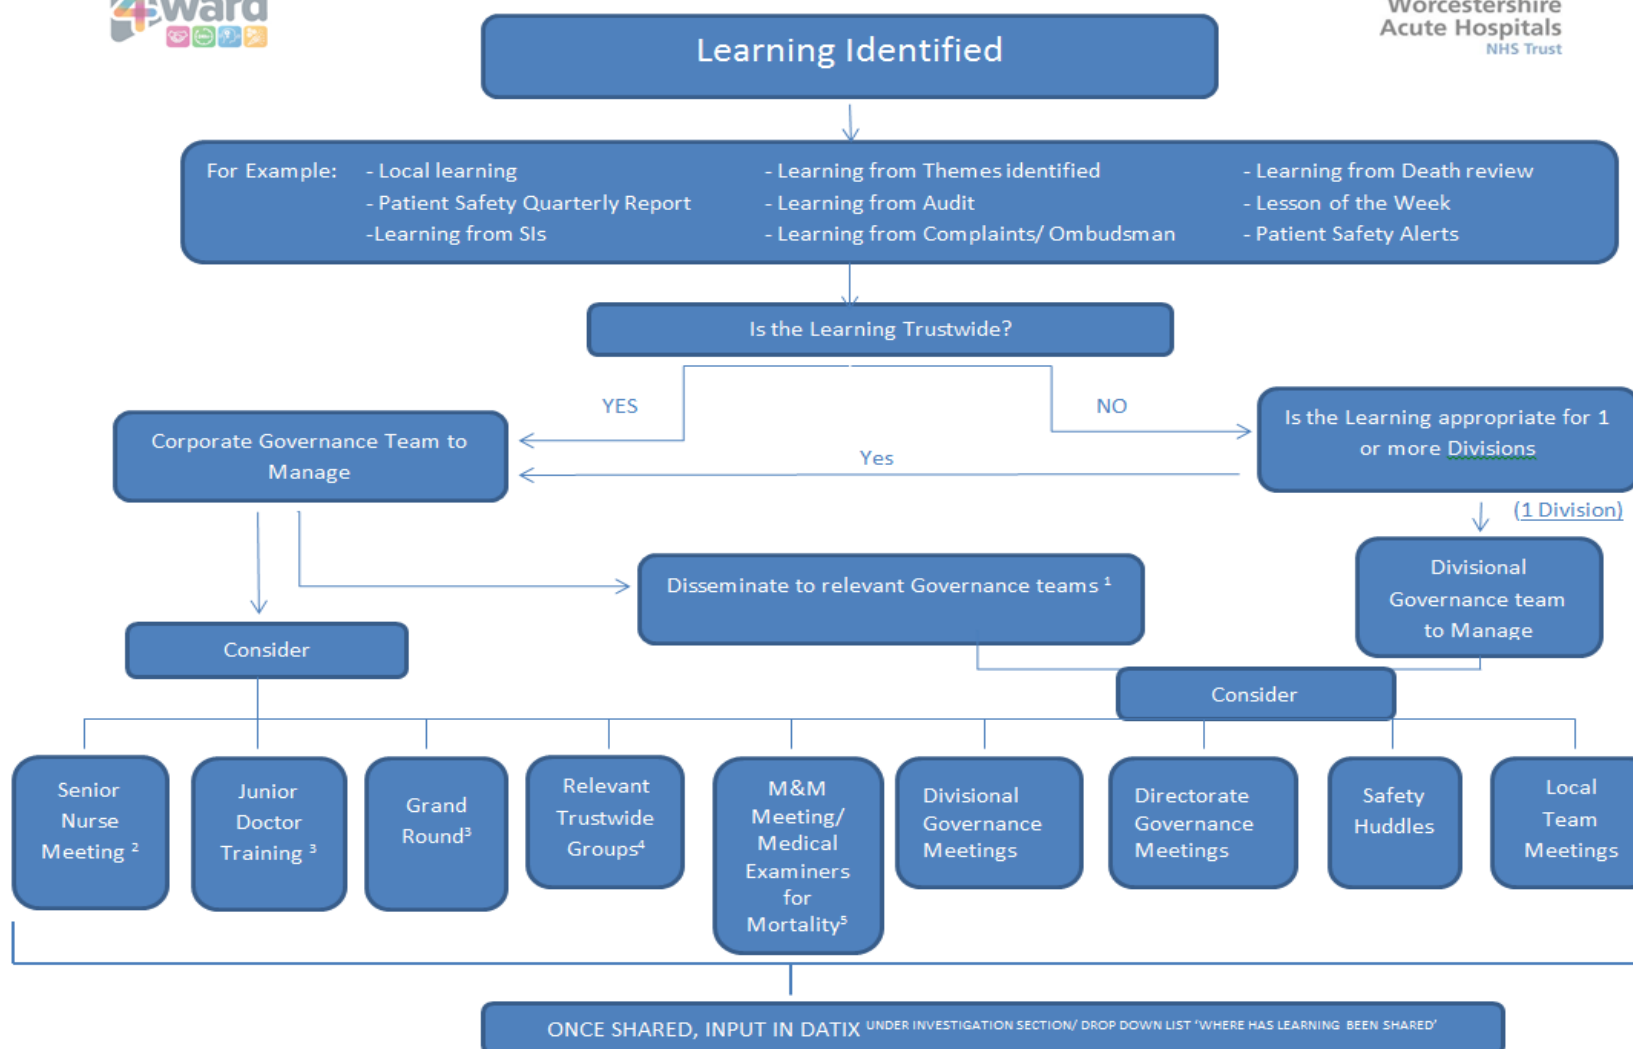 4ward
Worcestershire
Acute Hospitals
NHS Trust
Learning Identified
For Example:
- Local learning
- Patient Safety Quarterly Report
-Learning from SIs
- Learning from Themes identified
- Learning from Audit
- Learning from Complaints/ Ombudsman
- Learning from Death review
- Lesson of the Week
- Patient Safety Alerts
Is the Learning Trustwide?
YES
NO
Corporate Governance Team to
Manage
Yes
Is the Learning appropriate for 1
or more Divisions
(1 Division)
Disseminate to relevant Governance teams ¹
Divisional
Governance team
to Manage
Consider
Consider
Senior
Nurse
Meeting ²
Junior
Doctor
Training ³
Grand
Round³
Relevant
Trustwide
Groups⁴
M&M
Meeting/
Medical
Examiners
for
Mortality⁵
Divisional
Governance
Meetings
Directorate
Governance
Meetings
Safety
Huddles
Local
Team
Meetings
ONCE SHARED, INPUT IN DATIX UNDER INVESTIGATION SECTION/ DROP DOWN LIST ‘WHERE HAS LEARNING BEEN SHARED’